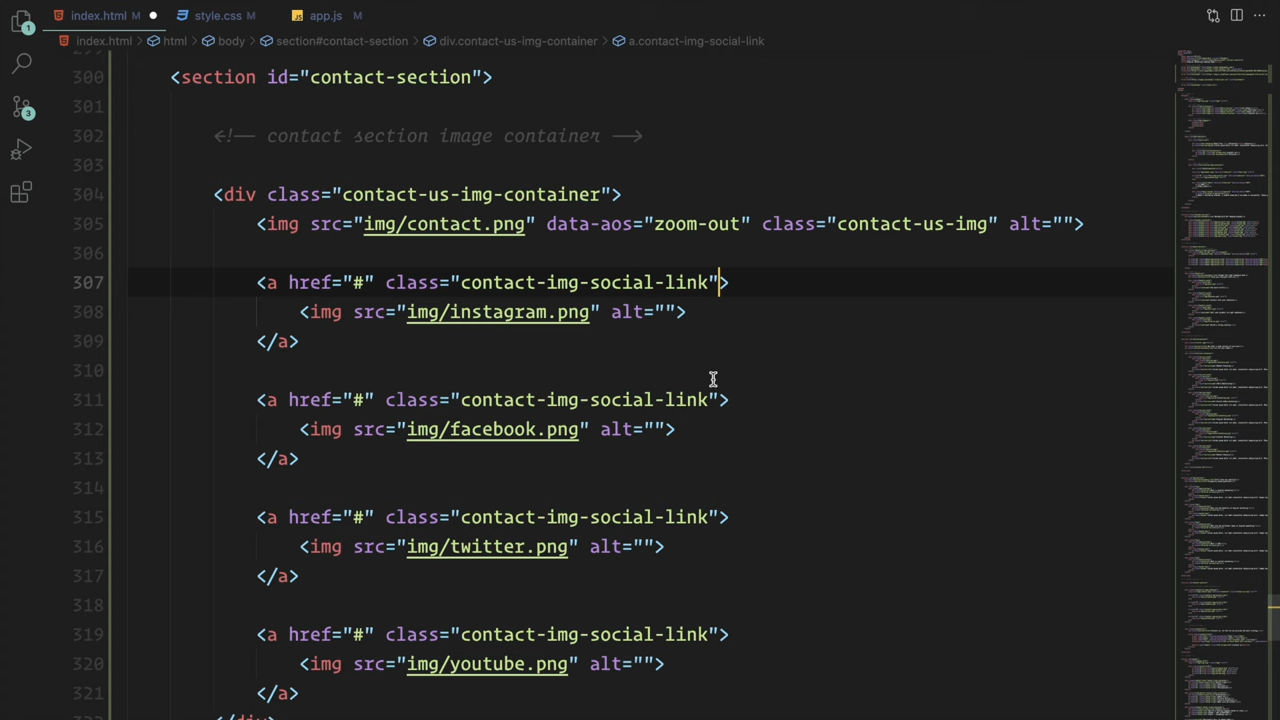 index.html M
style.css M
app.js M
index.html > html > body > section#contact-section > div.contact-us-img-container > a.contact-img-social-link
1
3
300 <section id="contact-section">
301
302 <!-- contact section image container -->
303
304 <div class="contact-us-img-container">
305 <img src="img/contact.png" data-aos="zoom-out" class="contact-us-img" alt="">
306
307 <a href="#" class="contact-img-social-link">
308 <img src="img/instagram.png" alt="">
309 </a>
310
311 <a href="#" class="contact-img-social-link">
312 <img src="img/facebook.png" alt="">
313 </a>
314
315 <a href="#" class="contact-img-social-link">
316 <img src="img/twitter.png" alt="">
317 </a>
318
319 <a href="#" class="contact-img-social-link">
320 <img src="img/youtube.png" alt="">
321 </a>